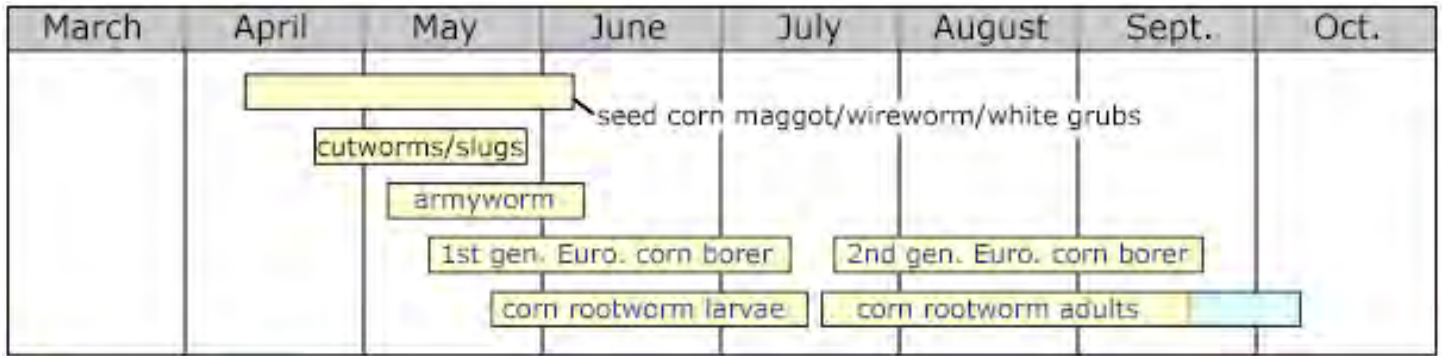 March April May June July August Sept. Oct.
seed corn maggot/wireworm/white grubs
cutworms/slugs
armyworm
1st gen. Euro. corn borer 2nd gen. Euro. corn borer
corn rootworm larvae corn rootworm adults